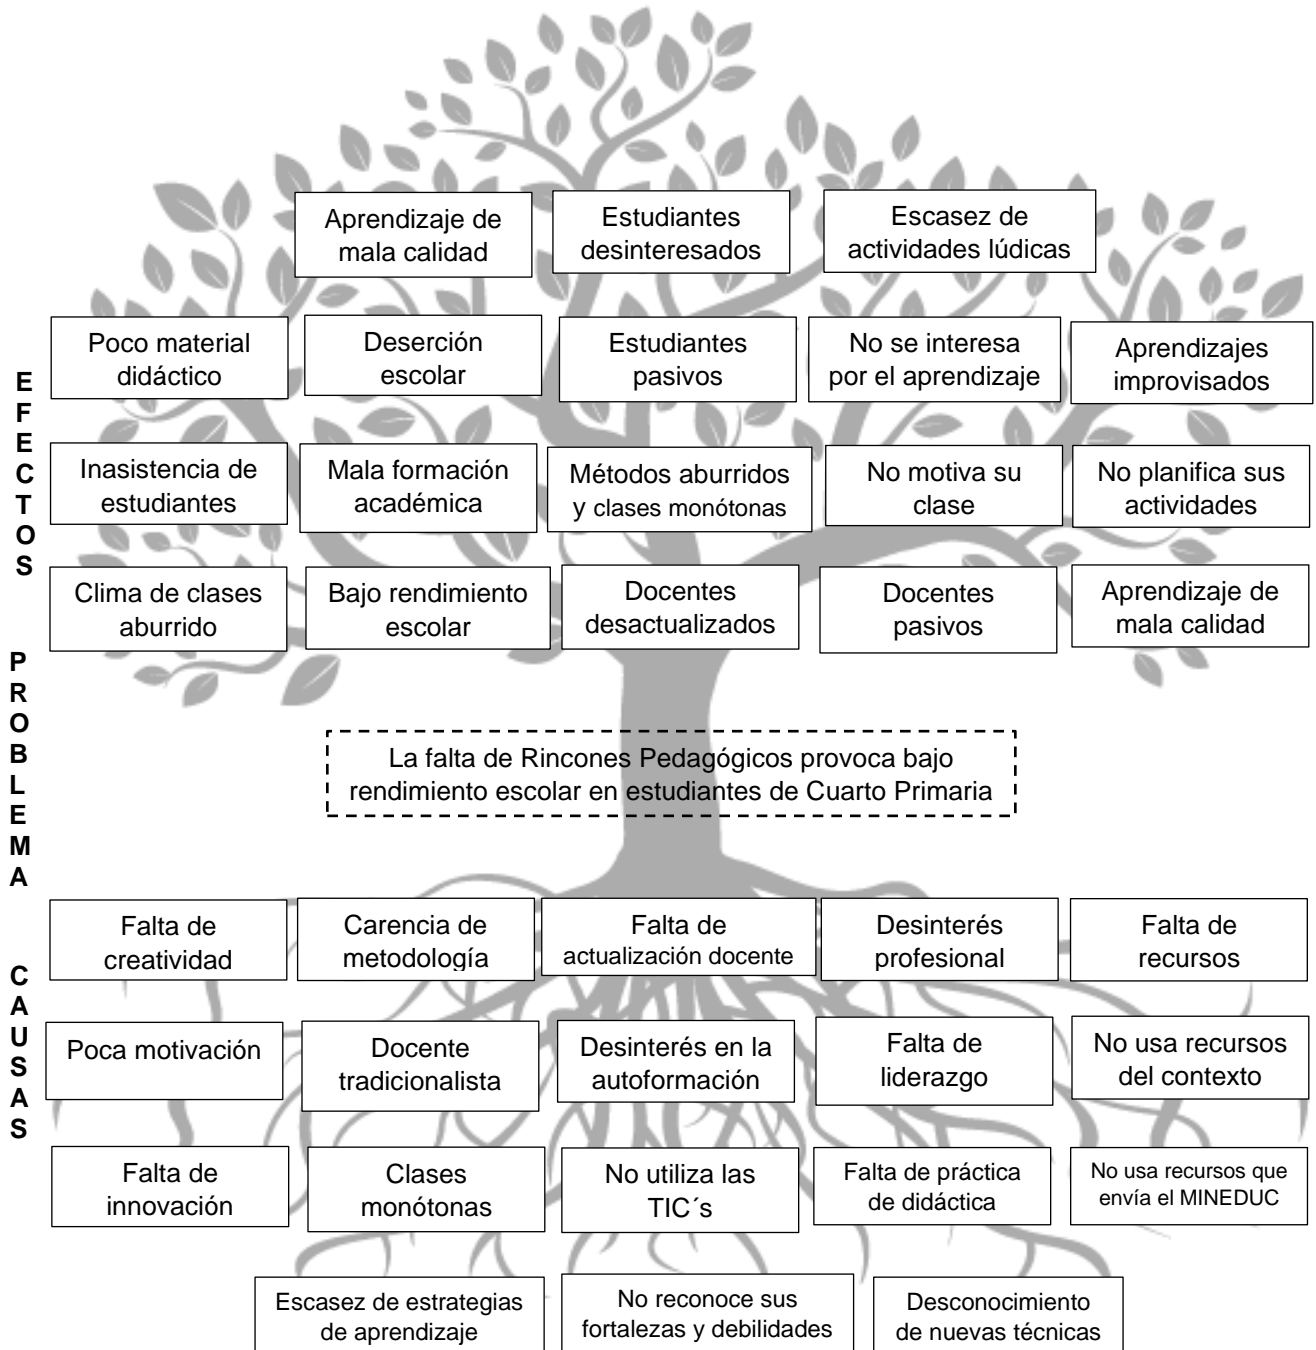 Aprendizaje de
mala calidad
Estudiantes
desinteresados
Escasez de
actividades lúdicas
EFECTOS
Poco material
didáctico
Deserción
escolar
Estudiantes
pasivos
No se interesa
por el aprendizaje
Aprendizajes
improvisados
Inasistencia de
estudiantes
Mala formación
académica
Métodos aburridos
y clases monótonas
No motiva su
clase
No planifica sus
actividades
Clima de clases
aburrido
Bajo rendimiento
escolar
Docentes
desactualizados
Docentes
pasivos
Aprendizaje de
mala calidad
PROBLEMA
La falta de Rincones Pedagógicos provoca bajo
rendimiento escolar en estudiantes de Cuarto Primaria
CAUSAS
Falta de
creatividad
Carencia de
metodología
Falta de
actualización docente
Desinterés
profesional
Falta de
recursos
Poca motivación
Docente
tradicionalista
Desinterés en la
autoformación
Falta de
liderazgo
No usa recursos
del contexto
Falta de
innovación
Clases
monótonas
No utiliza las
TIC´s
Falta de práctica
de didáctica
No usa recursos que
envía el MINEDUC
Escasez de estrategias
de aprendizaje
No reconoce sus
fortalezas y debilidades
Desconocimiento
de nuevas técnicas